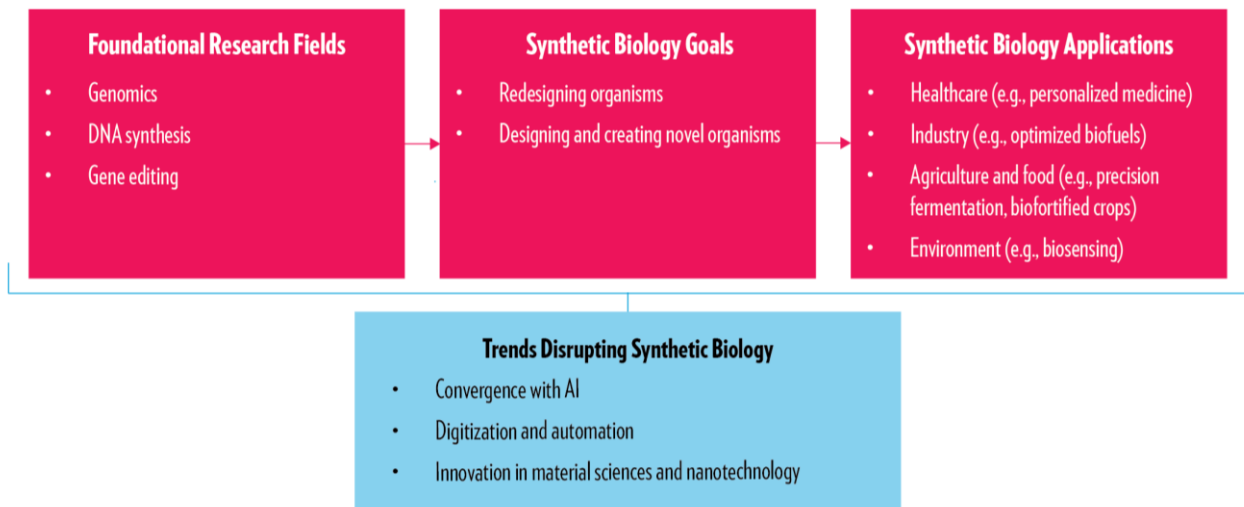 Foundational Research Fields
• Genomics
• DNA synthesis
• Gene editing
Synthetic Biology Goals
• Redesigning organisms
• Designing and creating novel organisms
Synthetic Biology Applications
• Healthcare (e.g., personalized medicine)
• Industry (e.g., optimized biofuels)
• Agriculture and food (e.g., precision
fermentation, biofortified crops)
• Environment (e.g., biosensing)
Trends Disrupting Synthetic Biology
• Convergence with AI
• Digitization and automation
• Innovation in material sciences and nanotechnology